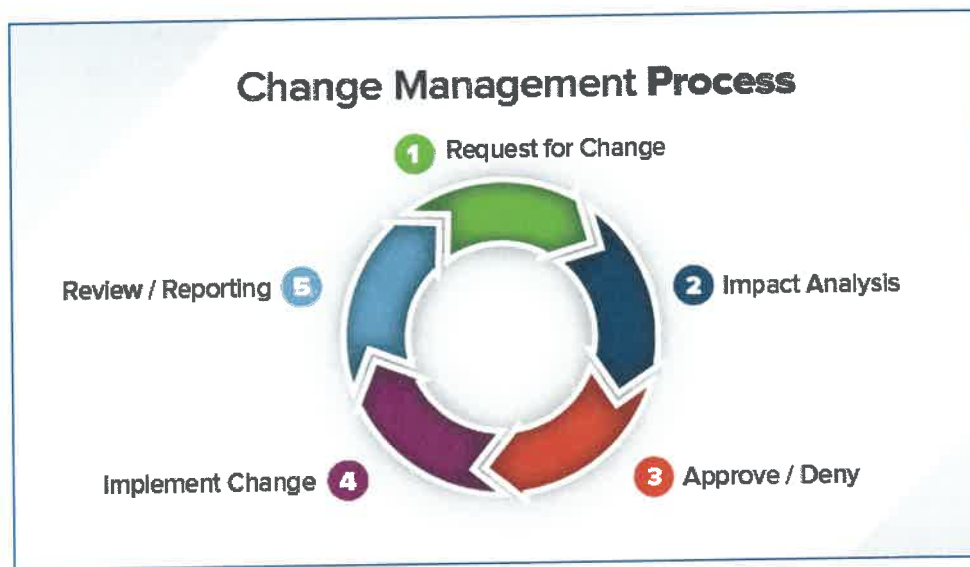 Change Management Process
1 Request for Change
2 Impact Analysis
3 Approve / Deny
Implement Change 4
Review / Reporting 5